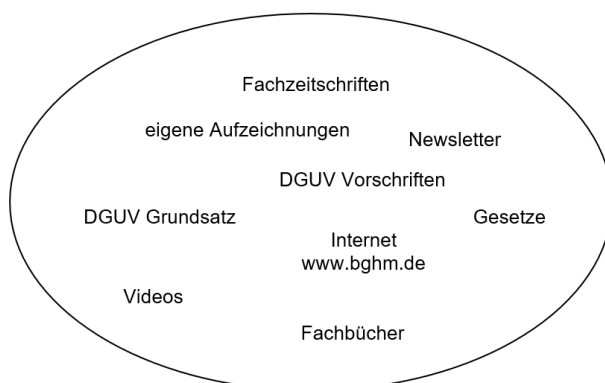 Fachzeitschriften
eigene Aufzeichnungen
Newsletter
DGUV Vorschriften
DGUV Grundsatz
Gesetze
Internet
www.bghm.de
Videos
Fachbücher